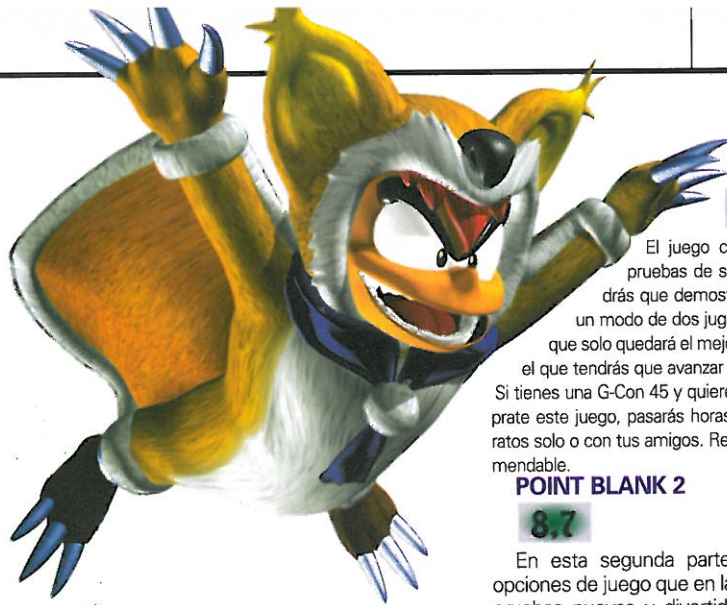 El juego c
pruebas de s
drás que demos
un modo de dos jug
que solo quedará el mejo
el que tendrás que avanzar
Si tienes una G-Con 45 y quiere
prate este juego, pasarás horas
ratos solo o con tus amigos. Re
mendable.
POINT BLANK 2
8,7
En esta segunda parte
opciones de juego que en la
nuevas y divertid